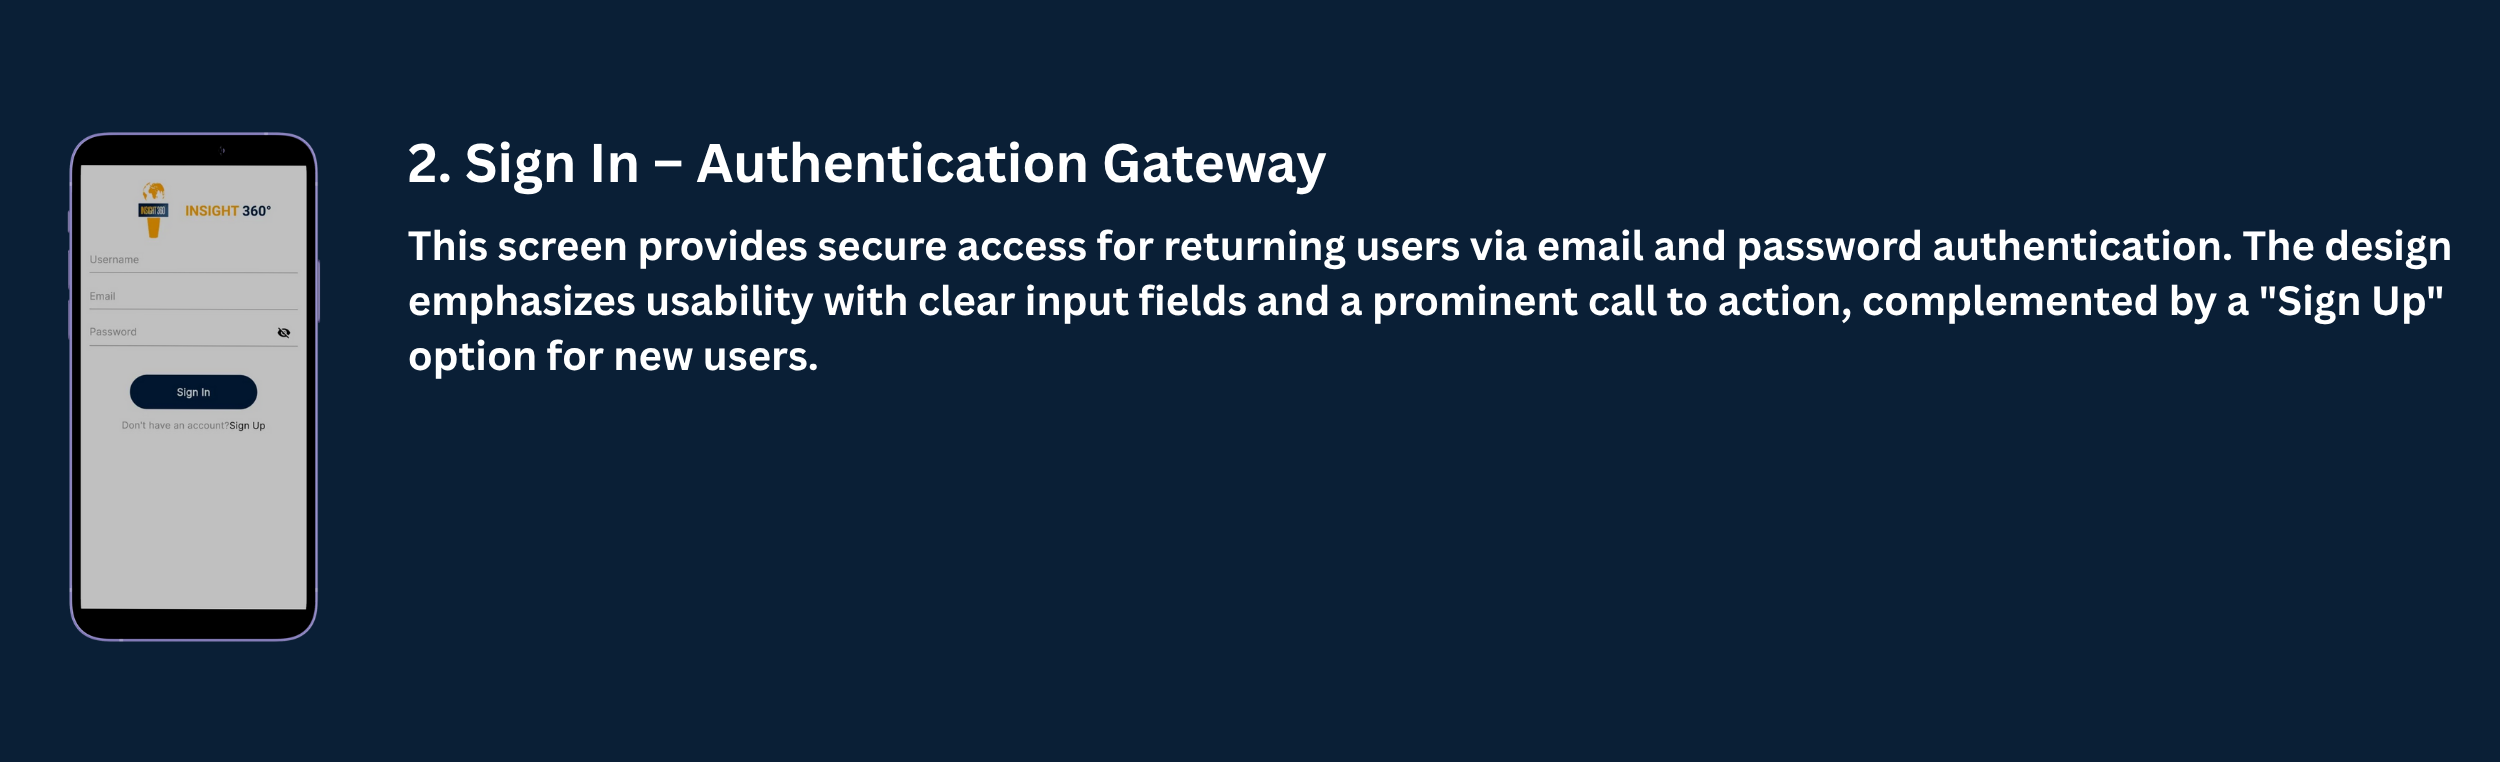 INSIGHT 360
INSIGHT 360°
Username
Email
Password
Sign In
Don't have an account?Sign Up
2. Sign In – Authentication Gateway
This screen provides secure access for returning users via email and password authentication. The design
emphasizes usability with clear input fields and a prominent call to action, complemented by a "Sign Up"
option for new users.